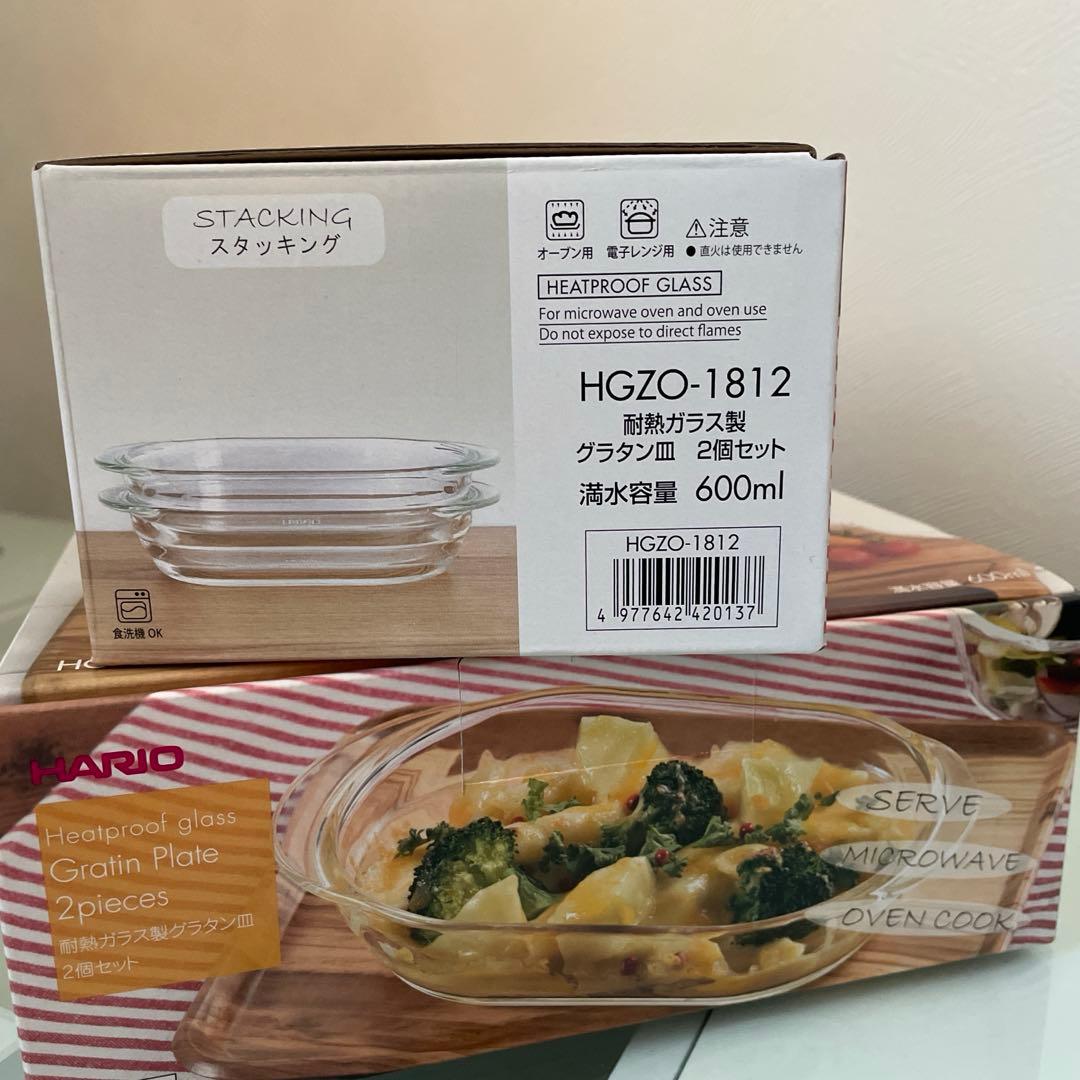 STACKING
スタッキング
オーブン用
電子レンジ用
⚠注意
● 直火は使用できません
HEATPROOF GLASS
For microwave oven and oven use
Do not expose to direct flames
HGZO-1812
耐熱ガラス製
グラタン皿 2個セット
満水容量 600ml
HGZO-1812
4 977642 420137
食洗機 OK
HARIO
Heatproof glass
Gratin Plate
2pieces
耐熱ガラス製グラタン皿
2個セット
SERVE
MICROWAVE
OVEN COOK